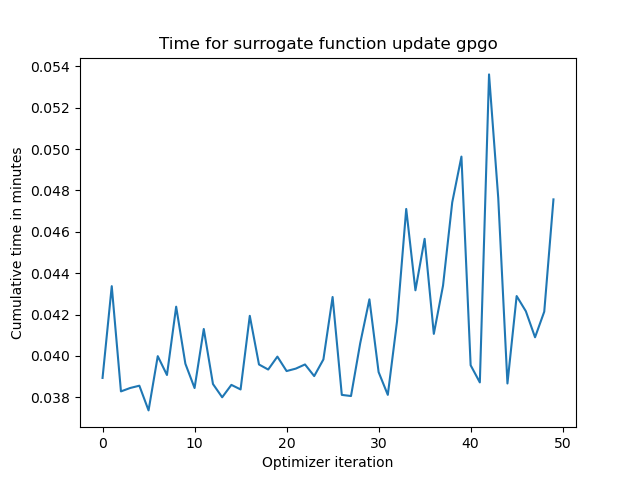 Time for surrogate function update gpgo
0.054
0.052
0.050
0.048
0.046
0.044
0.042
0.040
0.038
Cumulative time in minutes
0 10 20 30 40 50
Optimizer iteration